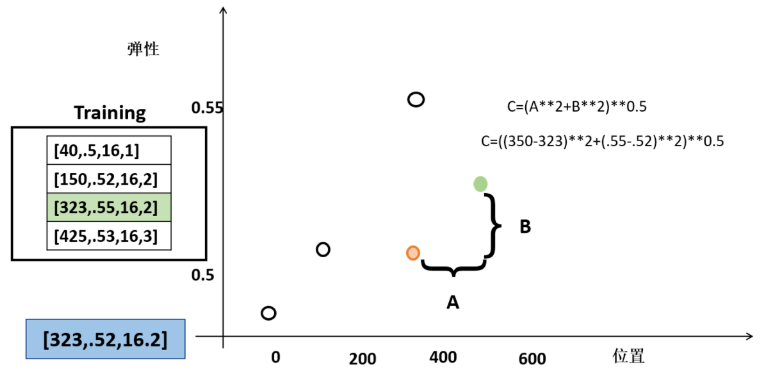 弹性
0.55
Training
C=(A**2+B**2)**0.5
[40,.5,16,1]
C=((350-323)**2+(.55-.52)**2)**0.5
[150,.52,16,2]
[323,.55,16,2]
[425,.53,16,3]
B
0.5
A
[323,.52,16.2]
0
200
400
600
位置